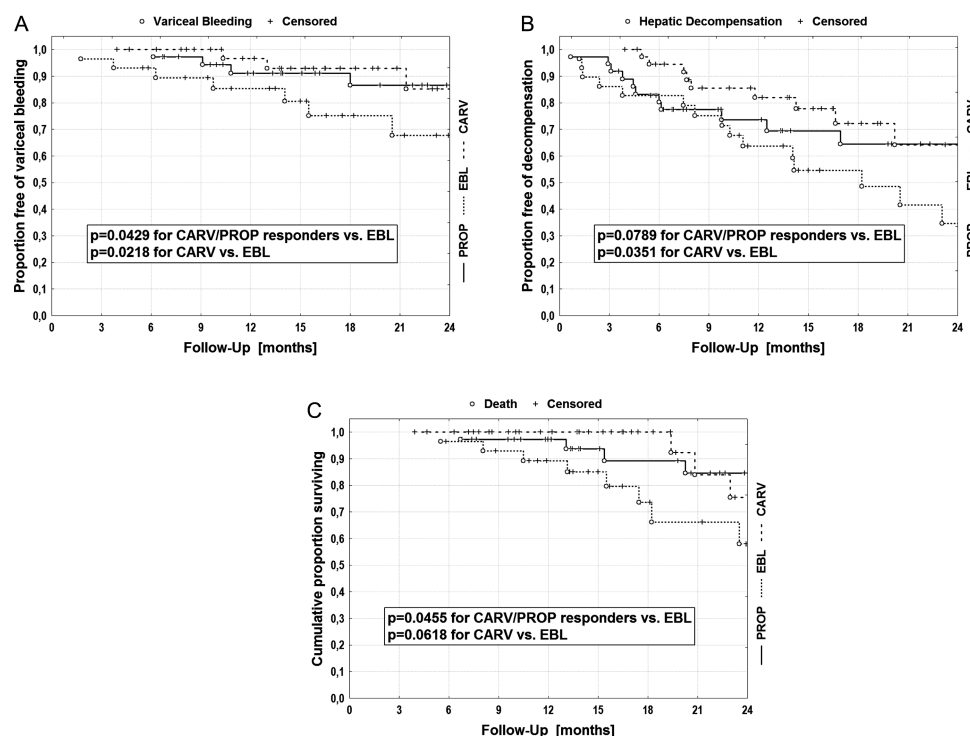 A
Variceal Bleeding + Censored
Proportion free of variceal bleeding
1,0
0,9
0,8
0,7
0,6
0,5
0,4
0,3
0,2
0,1
0,0
p=0.0429 for CARV/PROP responders vs. EBL
p=0.0218 for CARV vs. EBL
0 3 6 9 12 15 18 21 24
Follow-Up [months]
PROP EBL CARV
B
Hepatic Decompensation + Censored
Proportion free of decompensation
1,0
0,9
0,8
0,7
0,6
0,5
0,4
0,3
0,2
0,1
0,0
p=0.0789 for CARV/PROP responders vs. EBL
p=0.0351 for CARV vs. EBL
0 3 6 9 12 15 18 21 24
Follow-Up [months]
PROP EBL CARV
C
Death + Censored
Cumulative proportion surviving
1,0
0,9
0,8
0,7
0,6
0,5
0,4
0,3
0,2
0,1
0,0
p=0.0455 for CARV/PROP responders vs. EBL
p=0.0618 for CARV vs. EBL
0 3 6 9 12 15 18 21 24
Follow-Up [months]
PROP EBL CARV